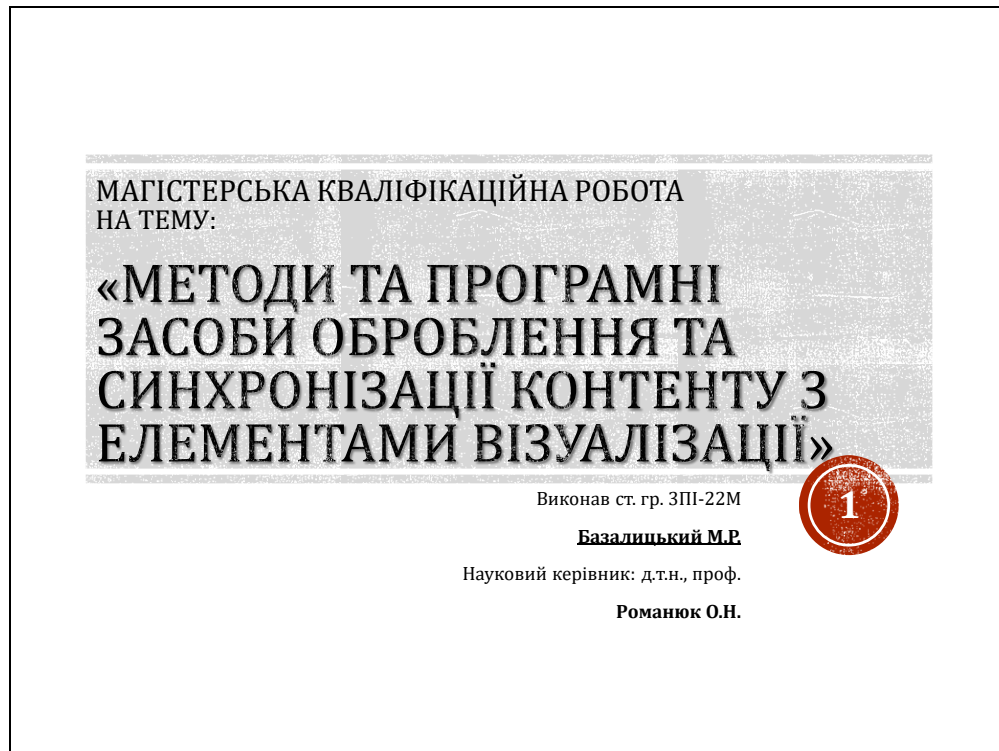 МАГІСТЕРСЬКА КВАЛІФІКАЦІЙНА РОБОТА
НА ТЕМУ:
«МЕТОДИ ТА ПРОГРАМНІ
ЗАСОБИ ОБРОБЛЕННЯ ТА
СИНХРОНІЗАЦІЇ КОНТЕНТУ З
ЕЛЕМЕНТАМИ ВІЗУАЛІЗАЦІЇ»
1
Виконав ст. гр. ЗПІ-22М
Базалицький М.Р.
Науковий керівник: д.т.н., проф.
Романюк О.Н.